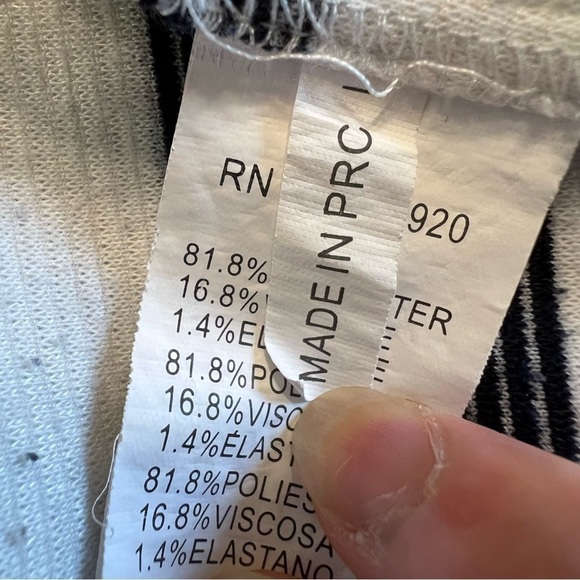 RN 920
MADE IN PRC
81.8% TER
16.8%
1.4%EL
81.8%POL
16.8%VISC
1.4%ÉLAST
81.8%POLIES
16.8%VISCOSA
1.4%ELASTANO